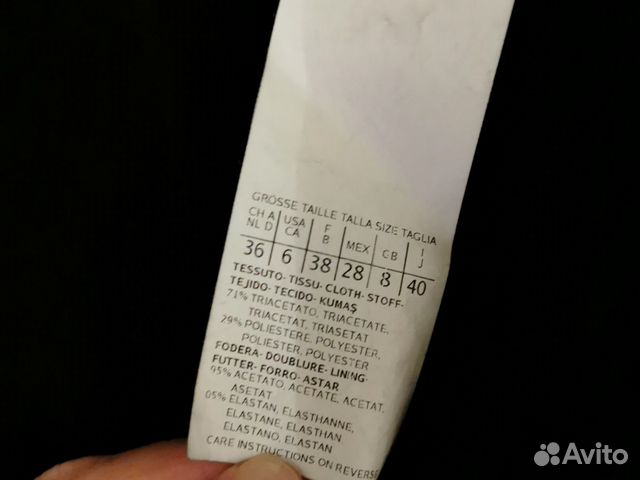 GRÖSSE TAILLE TALLA SIZE TAGLIA
CH A USA F MEX GB I
NL D CA B J
36 6 38 28 8 40
TESSUTO- TISSU- CLOTH- STOFF-
TEJIDO- TECIDO- KUMAŞ
71% TRIACETATO, TRIACETATE,
TRIACETAT, TRIASETAT
29% POLIESTERE, POLYESTER,
POLIESTER, POLYESTER
FODERA- DOUBLURE- LINING-
FUTTER- FORRO- ASTAR
95% ACETATO, ACETATE, ACETAT,
ASETAT
05% ELASTAN, ELASTHANNE,
ELASTANE, ELASTHAN
ELASTANO, ELASTAN
CARE INSTRUCTIONS ON REVERSE
Avito